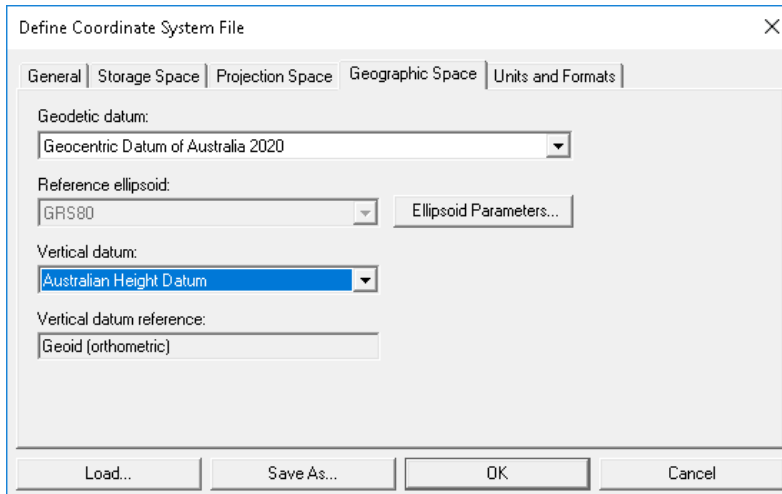 Define Coordinate System File
General Storage Space Projection Space Geographic Space Units and Formats
Geodetic datum:
Geocentric Datum of Australia 2020
Reference ellipsoid:
GRS80 Ellipsoid Parameters...
Vertical datum:
Australian Height Datum
Vertical datum reference:
Geoid (orthometric)
Load... Save As... OK Cancel